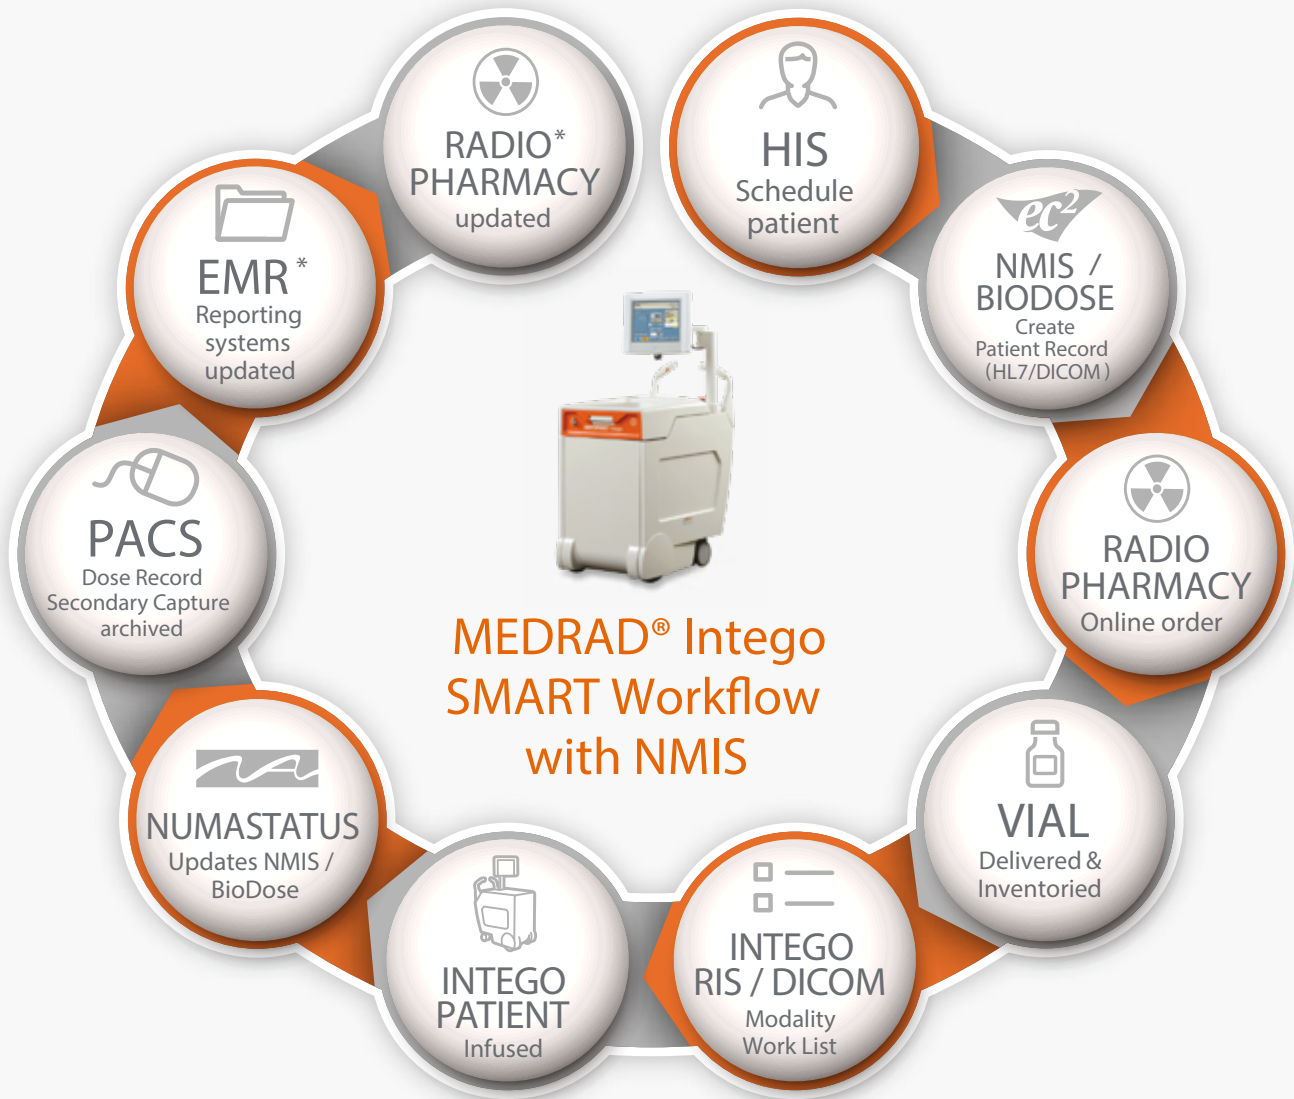 HIS
Schedule
patient
ec²
NMIS /
BIODOSE
Create
Patient Record
(HL7/DICOM)
RADIO
PHARMACY
Online order
VIAL
Delivered &
Inventoried
INTEGO
RIS / DICOM
Modality
Work List
INTEGO
PATIENT
Infused
NUMASTATUS
Updates NMIS /
BioDose
PACS
Dose Record
Secondary Capture
archived
EMR*
Reporting
systems
updated
RADIO*
PHARMACY
updated
MEDRAD® Intego
SMART Workflow
with NMIS